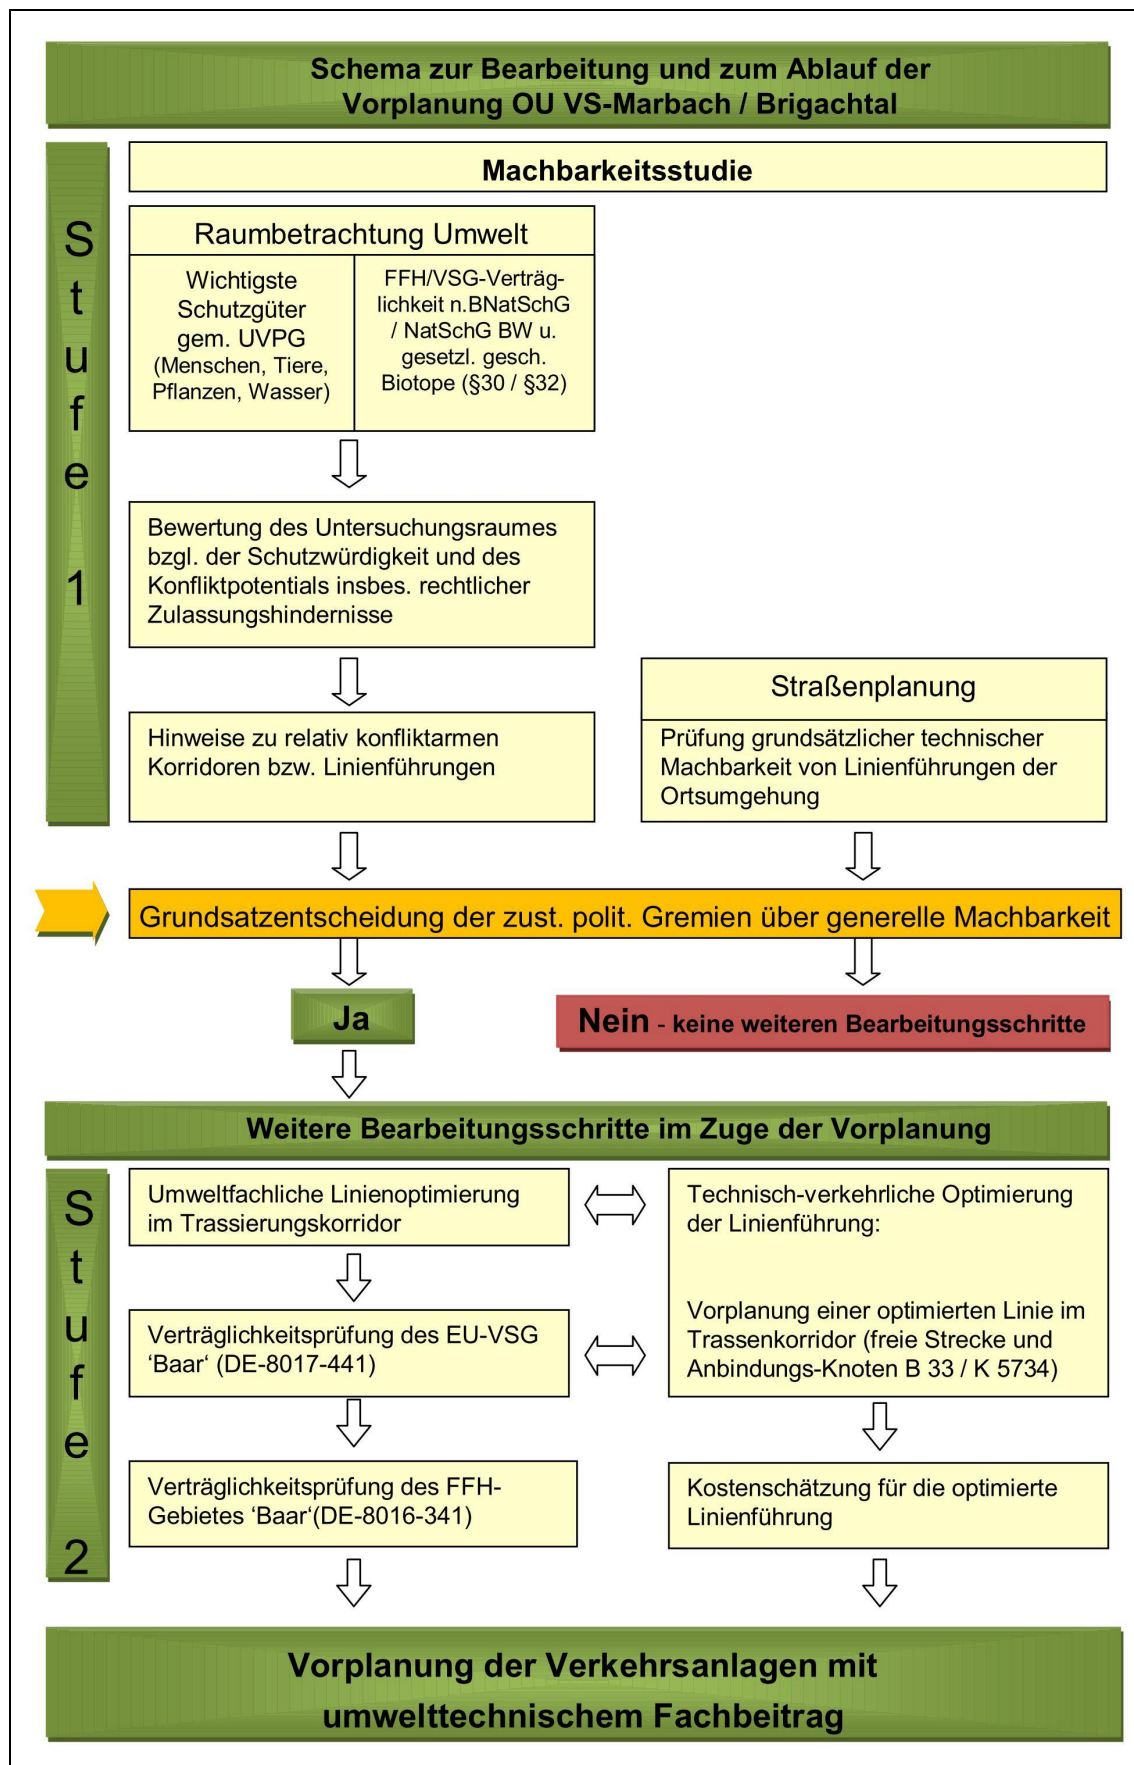 Schema zur Bearbeitung und zum Ablauf der
Vorplanung OU VS-Marbach / Brigachtal
Stufe 1
Machbarkeitsstudie
Raumbetrachtung Umwelt
Wichtigste
Schutzgüter
gem. UVPG
(Menschen, Tiere,
Pflanzen, Wasser)
FFH/VSG-Verträg-
lichkeit n.BNatSchG
/ NatSchG BW u.
gesetzl. gesch.
Biotope (§30 / §32)
Bewertung des Untersuchungsraumes
bzgl. der Schutzwürdigkeit und des
Konfliktpotentials insbes. rechtlicher
Zulassungshindernisse
Hinweise zu relativ konfliktarmen
Korridoren bzw. Linienführungen
Straßenplanung
Prüfung grundsätzlicher technischer
Machbarkeit von Linienführungen der
Ortsumgehung
Grundsatzentscheidung der zust. polit. Gremien über generelle Machbarkeit
Ja
Nein - keine weiteren Bearbeitungsschritte
Weitere Bearbeitungsschritte im Zuge der Vorplanung
Stufe 2
Umweltfachliche Linienoptimierung
im Trassierungskorridor
Verträglichkeitsprüfung des EU-VSG
‘Baar‘ (DE-8017-441)
Verträglichkeitsprüfung des FFH-
Gebietes ‘Baar‘(DE-8016-341)
Technisch-verkehrliche Optimierung
der Linienführung:
Vorplanung einer optimierten Linie im
Trassenkorridor (freie Strecke und
Anbindungs-Knoten B 33 / K 5734)
Kostenschätzung für die optimierte
Linienführung
Vorplanung der Verkehrsanlagen mit
umwelttechnischem Fachbeitrag